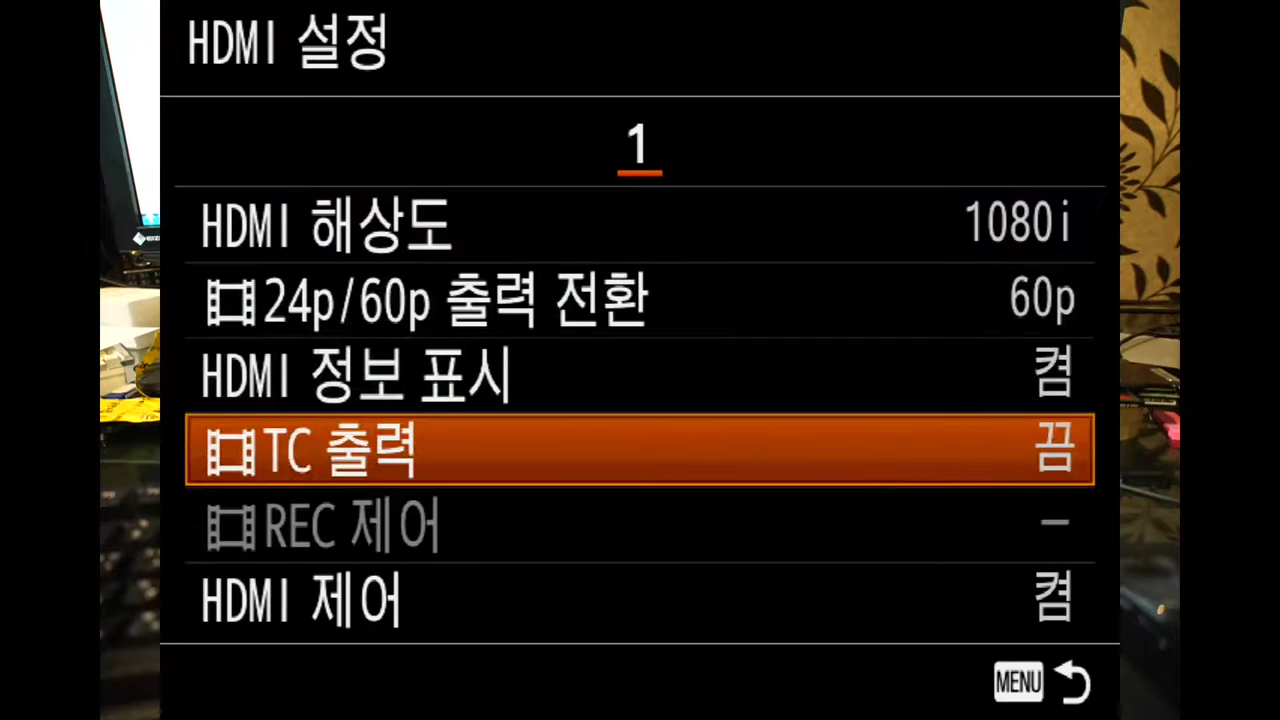 HDMI 설정
1
HDMI 해상도 1080i
24p/60p 출력 전환 60p
HDMI 정보 표시 켬
TC 출력 끔
REC 제어 –
HDMI 제어 켬
MENU